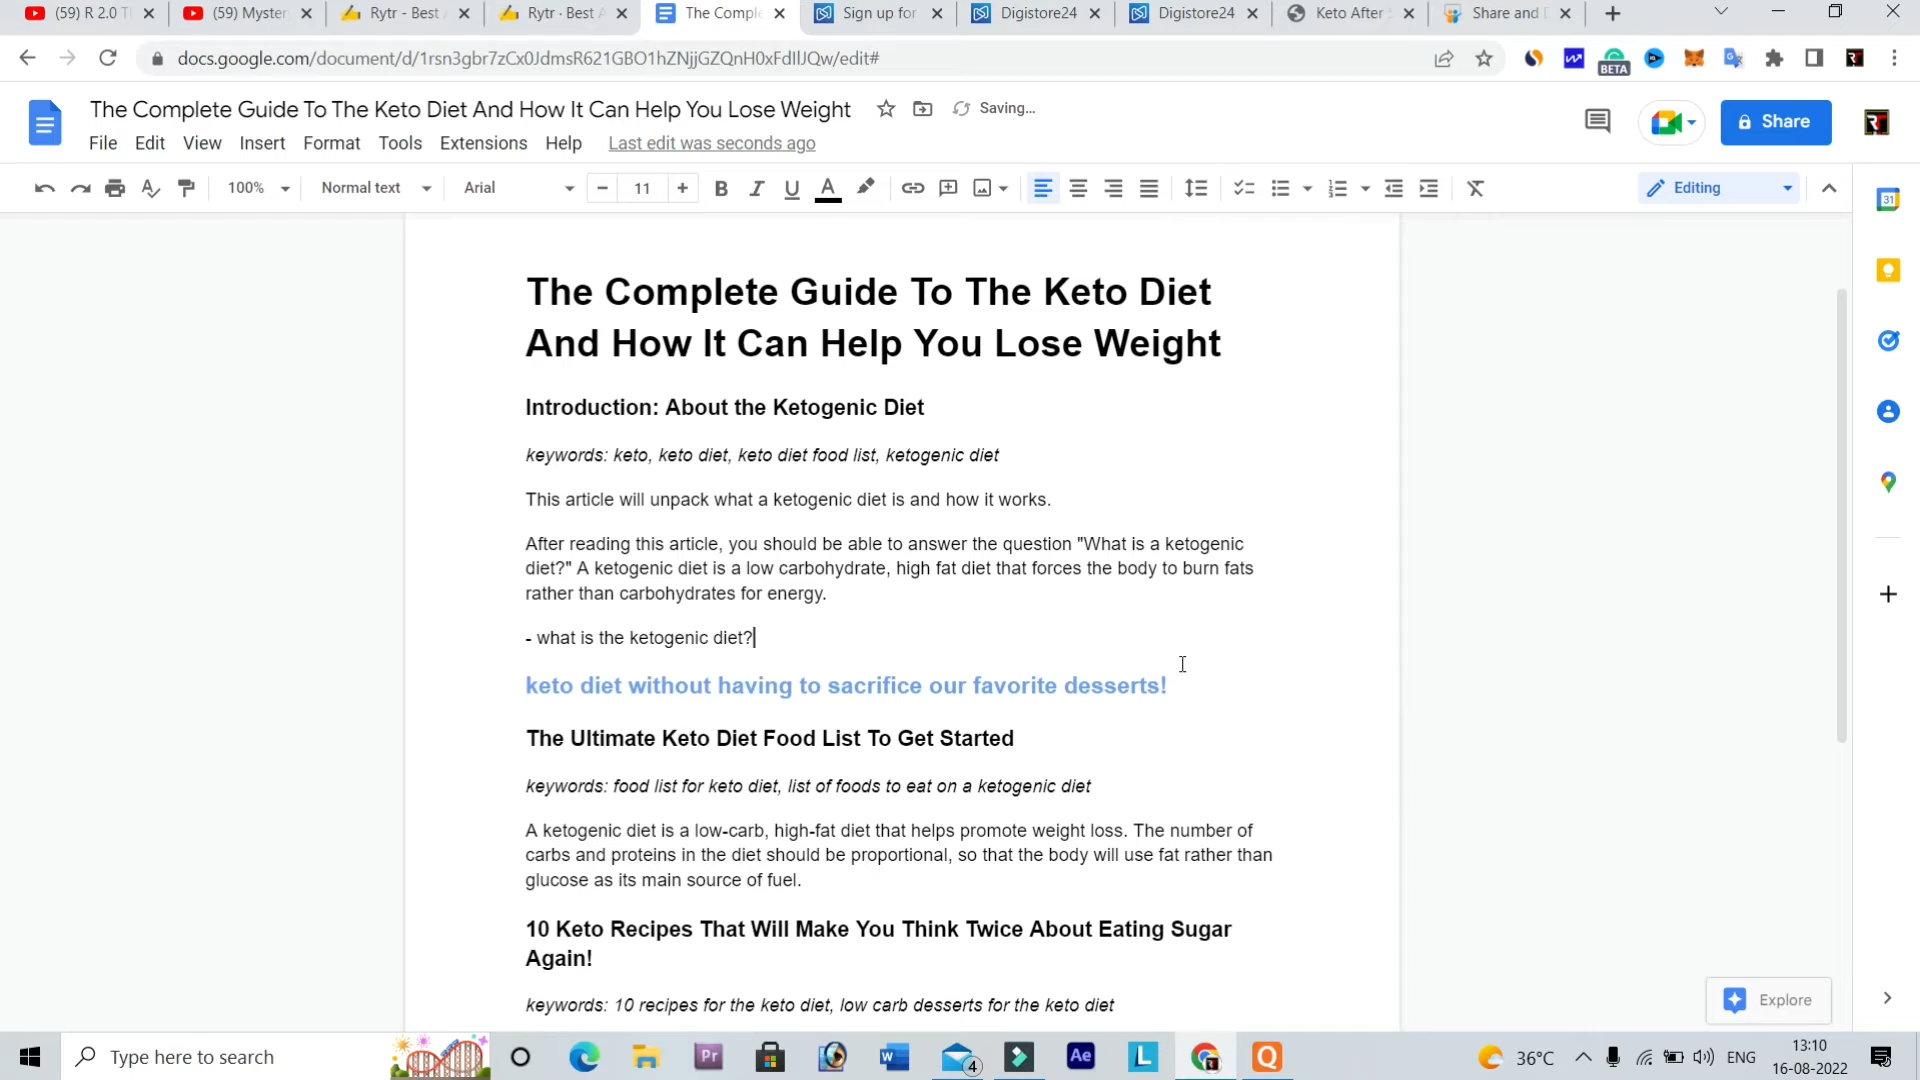 (59) R 2.0 T
(59) Myster
Rytr - Best
Rytr · Best
The Comple
Sign up for
Digistore24
Digistore24
Keto After
Share and
docs.google.com/document/d/1rsn3gbr7zCx0JdmsR621GBO1hZNjjGZQnH0xFdIlJQw/edit#
BETA
The Complete Guide To The Keto Diet And How It Can Help You Lose Weight
Saving...
Share
File Edit View Insert Format Tools Extensions Help Last edit was seconds ago
100% Normal text Arial 11 B I U A Editing
31
The Complete Guide To The Keto Diet
And How It Can Help You Lose Weight
Introduction: About the Ketogenic Diet
keywords: keto, keto diet, keto diet food list, ketogenic diet
This article will unpack what a ketogenic diet is and how it works.
After reading this article, you should be able to answer the question "What is a ketogenic
diet?" A ketogenic diet is a low carbohydrate, high fat diet that forces the body to burn fats
rather than carbohydrates for energy.
- what is the ketogenic diet?
keto diet without having to sacrifice our favorite desserts!
The Ultimate Keto Diet Food List To Get Started
keywords: food list for keto diet, list of foods to eat on a ketogenic diet
A ketogenic diet is a low-carb, high-fat diet that helps promote weight loss. The number of
carbs and proteins in the diet should be proportional, so that the body will use fat rather than
glucose as its main source of fuel.
10 Keto Recipes That Will Make You Think Twice About Eating Sugar
Again!
keywords: 10 recipes for the keto diet, low carb desserts for the keto diet
Explore
Type here to search
Pr
4
Ae
L
36°C
ENG
13:10
16-08-2022